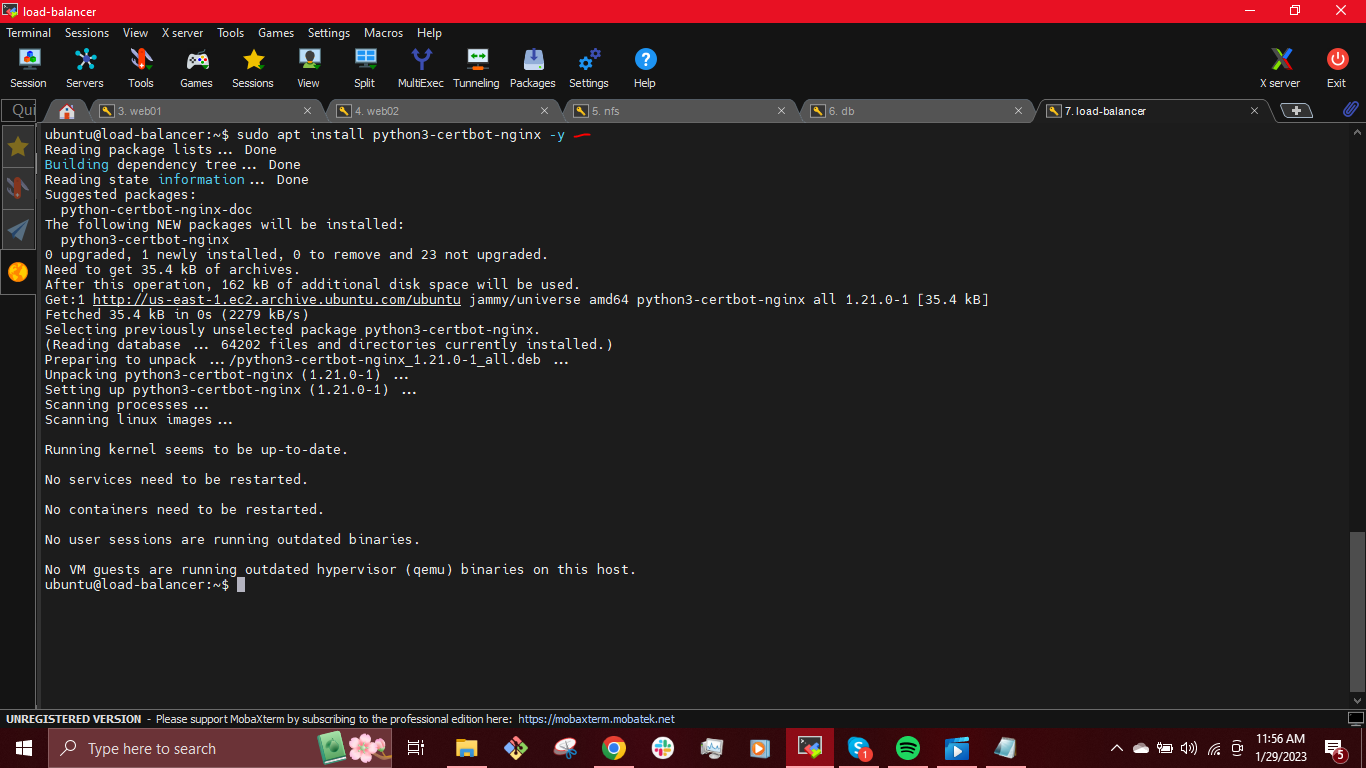 load-balancer
Terminal Sessions View X server Tools Games Settings Macros Help
Session Servers Tools Games Sessions View Split MultiExec Tunneling Packages Settings Help X server Exit
Qui 3. web01 4. web02 5. nfs 6. db 7. load-balancer
ubuntu@load-balancer:~$ sudo apt install python3-certbot-nginx -y
Reading package lists... Done
Building dependency tree... Done
Reading state information... Done
Suggested packages:
  python-certbot-nginx-doc
The following NEW packages will be installed:
  python3-certbot-nginx
0 upgraded, 1 newly installed, 0 to remove and 23 not upgraded.
Need to get 35.4 kB of archives.
After this operation, 162 kB of additional disk space will be used.
Get:1 http://us-east-1.ec2.archive.ubuntu.com/ubuntu jammy/universe amd64 python3-certbot-nginx all 1.21.0-1 [35.4 kB]
Fetched 35.4 kB in 0s (2279 kB/s)
Selecting previously unselected package python3-certbot-nginx.
(Reading database ... 64202 files and directories currently installed.)
Preparing to unpack .../python3-certbot-nginx_1.21.0-1_all.deb ...
Unpacking python3-certbot-nginx (1.21.0-1) ...
Setting up python3-certbot-nginx (1.21.0-1) ...
Scanning processes...
Scanning linux images...
Running kernel seems to be up-to-date.
No services need to be restarted.
No containers need to be restarted.
No user sessions are running outdated binaries.
No VM guests are running outdated hypervisor (qemu) binaries on this host.
ubuntu@load-balancer:~$
UNREGISTERED VERSION - Please support MobaXterm by subscribing to the professional edition here: https://mobaxterm.mobatek.net
Type here to search
1
11:56 AM
1/29/2023
5